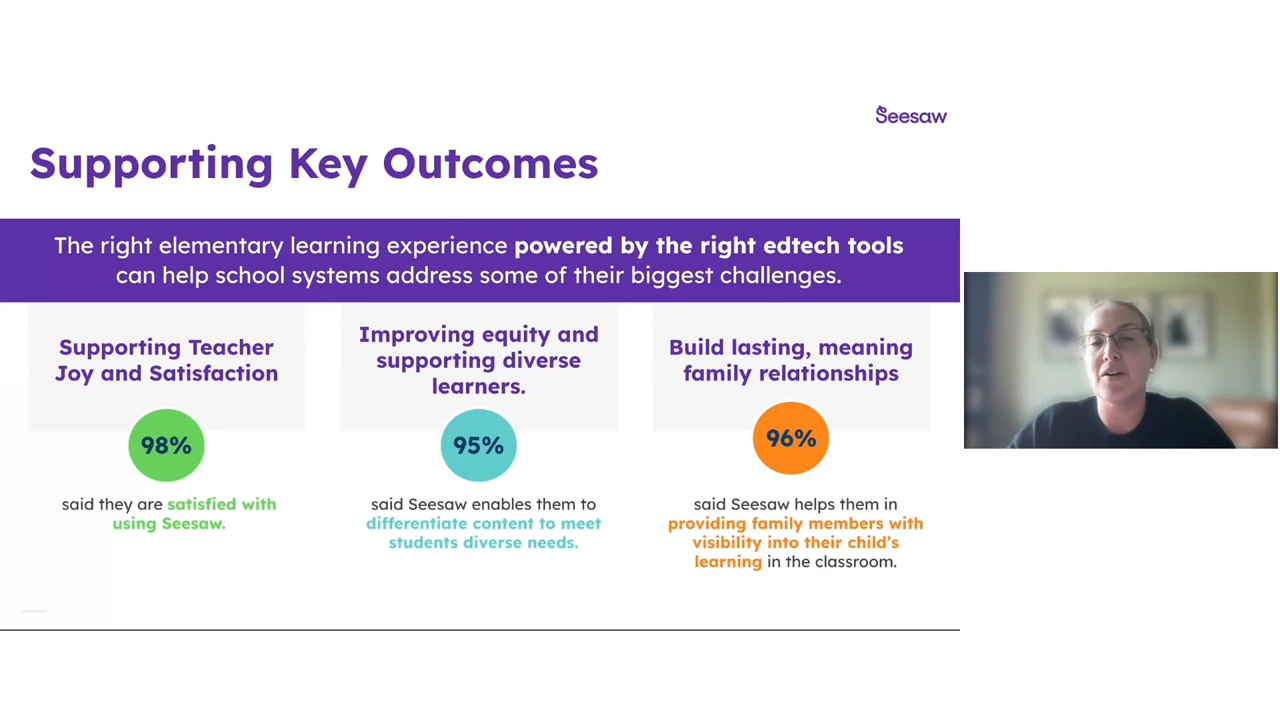 Seesaw
Supporting Key Outcomes
The right elementary learning experience powered by the right edtech tools
can help school systems address some of their biggest challenges.
Supporting Teacher
Joy and Satisfaction
98%
said they are satisfied with
using Seesaw.
Improving equity and
supporting diverse
learners.
95%
said Seesaw enables them to
differentiate content to meet
students diverse needs.
Build lasting, meaning
family relationships
96%
said Seesaw helps them in
providing family members with
visibility into their child's
learning in the classroom.